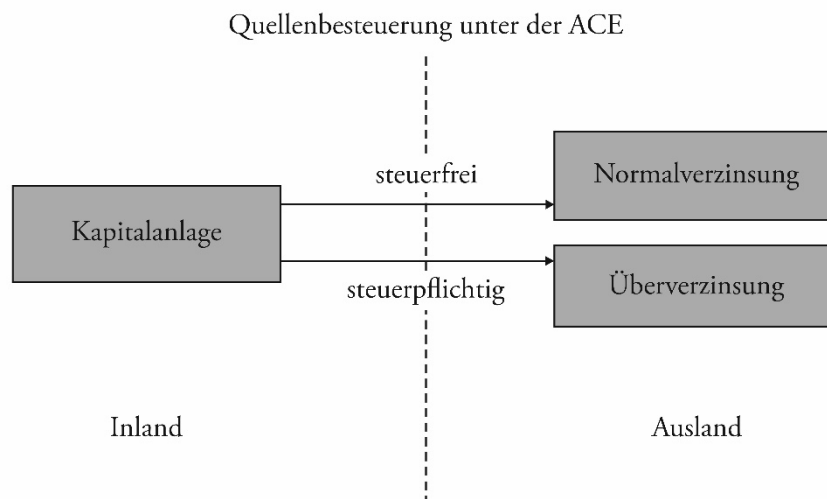 Quellenbesteuerung unter der ACE
steuerfrei
Normalverzinsung
Kapitalanlage
steuerpflichtig
Überverzinsung
Inland
Ausland